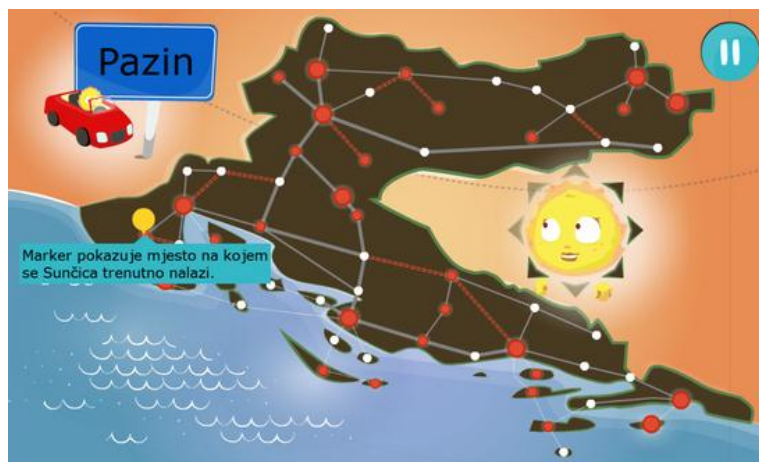 Pazin
Marker pokazuje mjesto na kojem
se Sunčica trenutno nalazi.